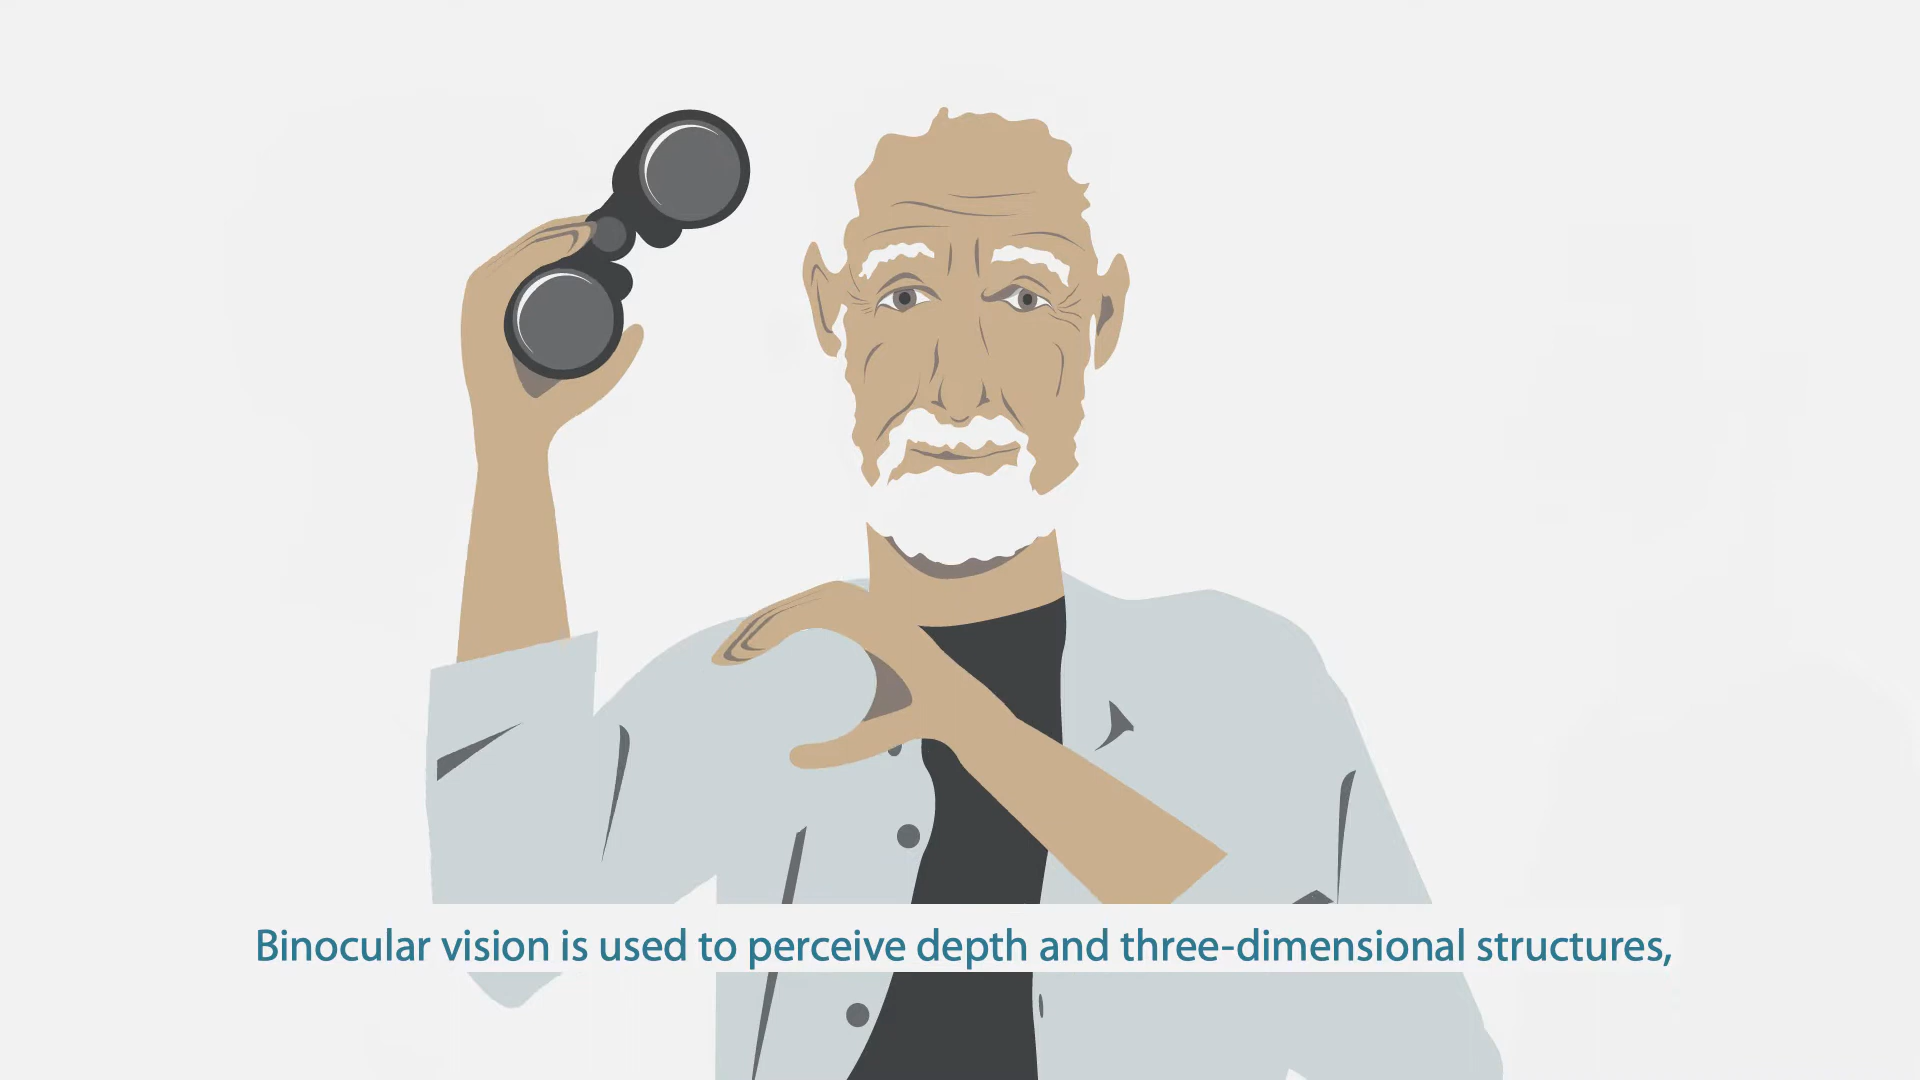 Binocular vision is used to perceive depth and three-dimensional structures,